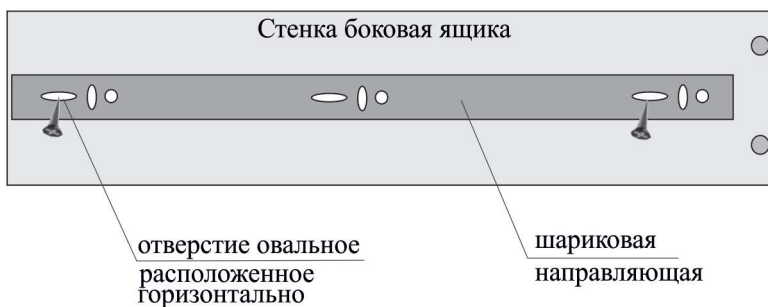 Стенка боковая ящика
отверстие овальное
расположенное
горизонтально
шариковая
направляющая